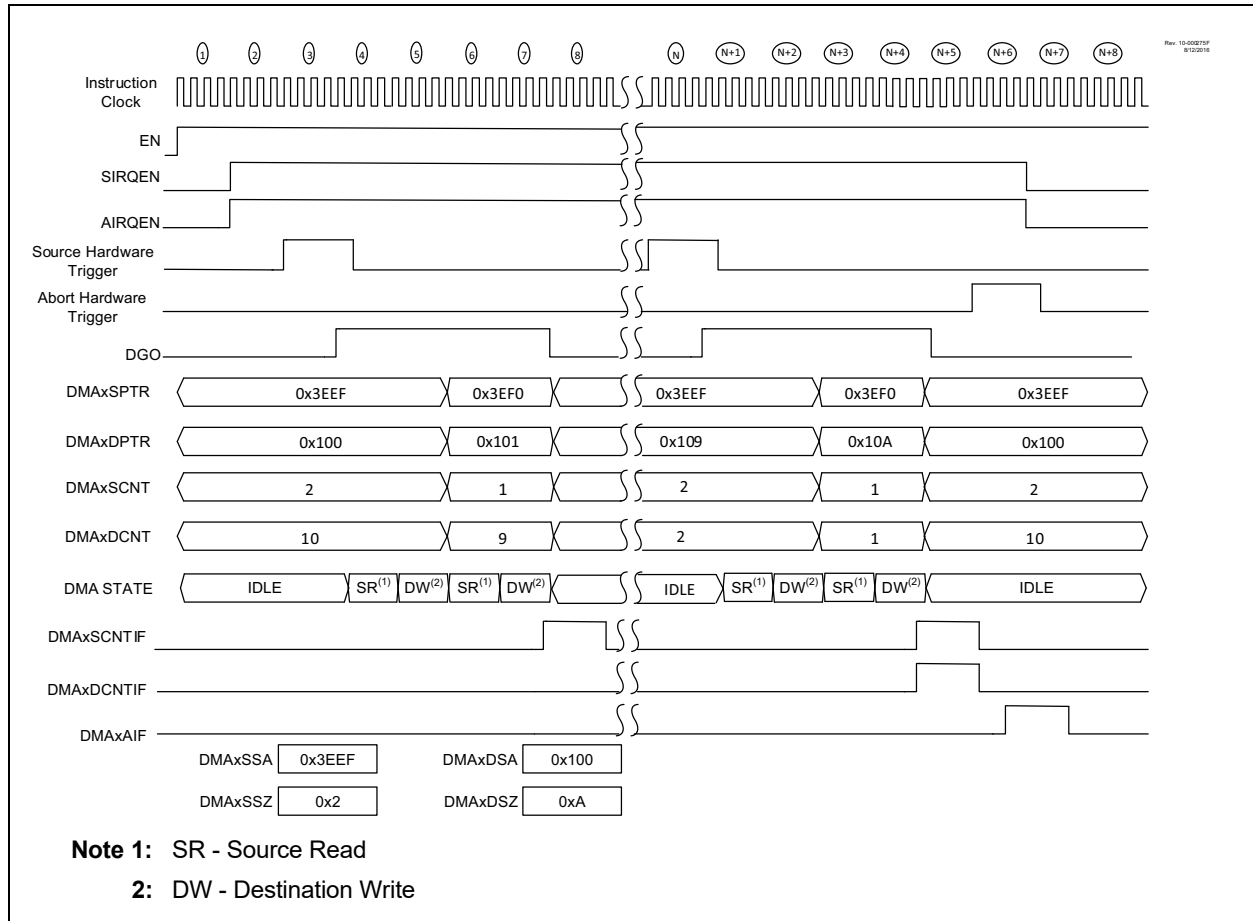 1 2 3 4 5 6 7 8 N N+1 N+2 N+3 N+4 N+5 N+6 N+7 N+8
Rev. 10-000275F
8/12/2016
Instruction
Clock
EN
SIRQEN
AIRQEN
Source Hardware
Trigger
Abort Hardware
Trigger
DGO
DMAxSPTR 0x3EEF 0x3EF0 0x3EEF 0x3EF0 0x3EEF
DMAxDPTR 0x100 0x101 0x109 0x10A 0x100
DMAxSCNT 2 1 2 1 2
DMAxDCNT 10 9 2 1 10
DMA STATE IDLE SR(1) DW(2) SR(1) DW(2) IDLE SR(1) DW(2) SR(1) DW(2) IDLE
DMAxSCNTIF
DMAxDCNTIF
DMAxAIF
DMAxSSA 0x3EEF DMAxDSA 0x100
DMAxSSZ 0x2 DMAxDSZ 0xA
Note 1: SR - Source Read
2: DW - Destination Write